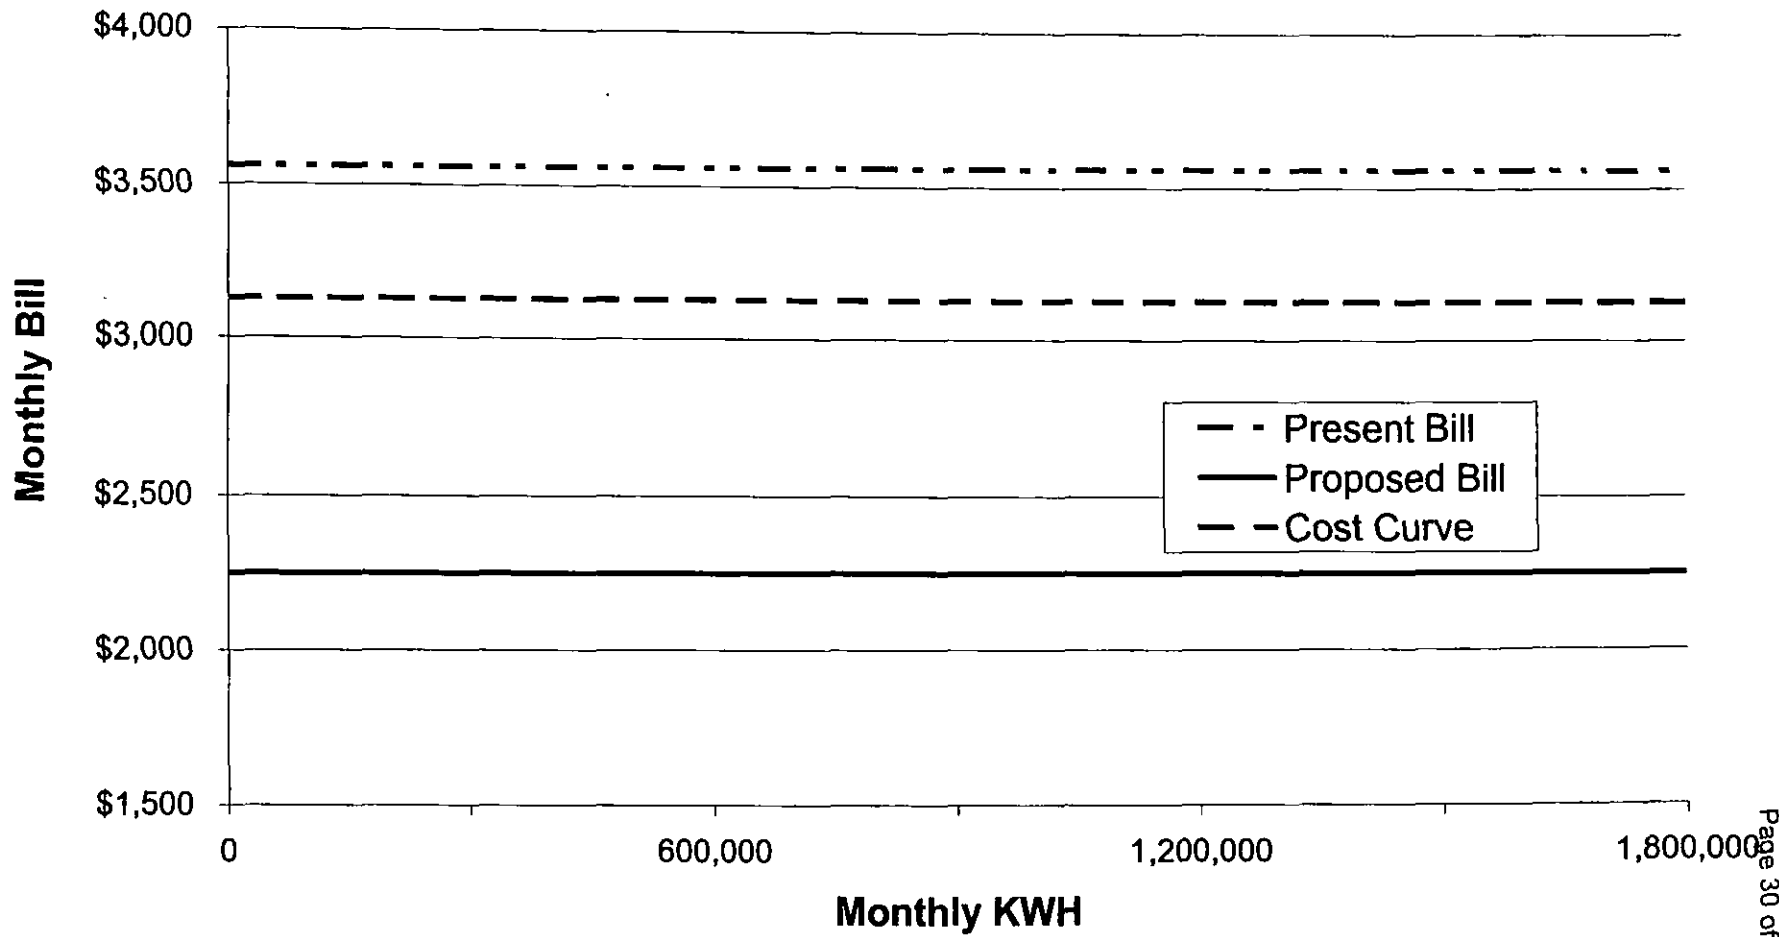 $4,000
$3,500
$3,000
$2,500
$2,000
$1,500
Monthly Bill
Present Bill
Proposed Bill
Cost Curve
0
600,000
1,200,000
1,800,000
Monthly KWH
Page 30 of